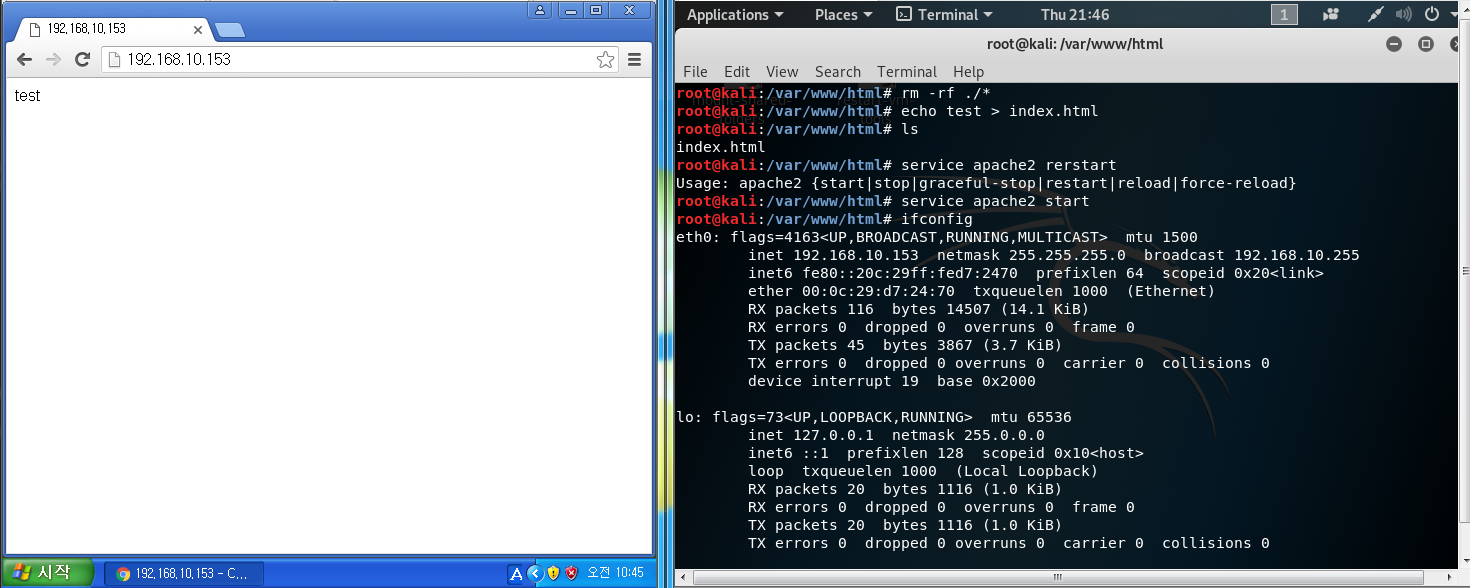 192.168.10.153
192.168.10.153
test
시작
192.168.10.153 - C...
A
오전 10:45
Applications
Places
Terminal
Thu 21:46
1
root@kali: /var/www/html
File Edit View Search Terminal Help
root@kali:/var/www/html# rm -rf ./*
root@kali:/var/www/html# echo test > index.html
root@kali:/var/www/html# ls
index.html
root@kali:/var/www/html# service apache2 rerstart
Usage: apache2 {start|stop|graceful-stop|restart|reload|force-reload}
root@kali:/var/www/html# service apache2 start
root@kali:/var/www/html# ifconfig
eth0: flags=4163<UP,BROADCAST,RUNNING,MULTICAST>  mtu 1500
        inet 192.168.10.153  netmask 255.255.255.0  broadcast 192.168.10.255
        inet6 fe80::20c:29ff:fed7:2470  prefixlen 64  scopeid 0x20<link>
        ether 00:0c:29:d7:24:70  txqueuelen 1000  (Ethernet)
        RX packets 116  bytes 14507 (14.1 KiB)
        RX errors 0  dropped 0  overruns 0  frame 0
        TX packets 45  bytes 3867 (3.7 KiB)
        TX errors 0  dropped 0 overruns 0  carrier 0  collisions 0
        device interrupt 19  base 0x2000

lo: flags=73<UP,LOOPBACK,RUNNING>  mtu 65536
        inet 127.0.0.1  netmask 255.0.0.0
        inet6 ::1  prefixlen 128  scopeid 0x10<host>
        loop  txqueuelen 1000  (Local Loopback)
        RX packets 20  bytes 1116 (1.0 KiB)
        RX errors 0  dropped 0  overruns 0  frame 0
        TX packets 20  bytes 1116 (1.0 KiB)
        TX errors 0  dropped 0 overruns 0  carrier 0  collisions 0